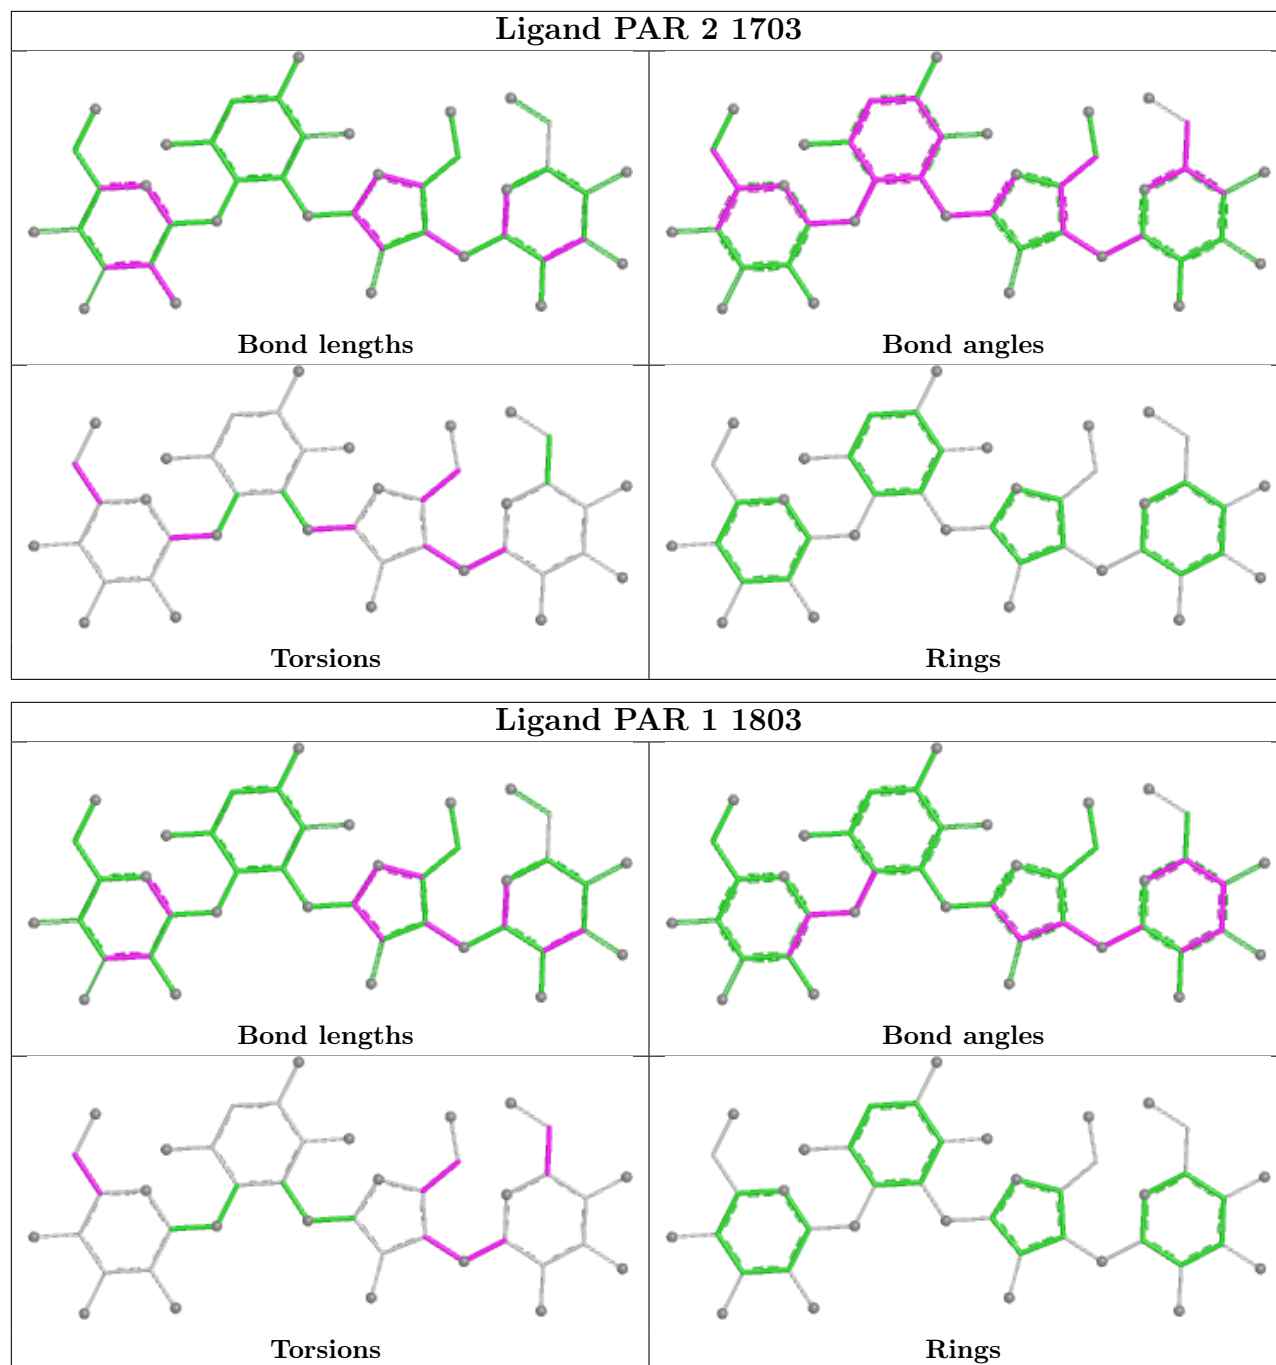 Ligand PAR 2 1703
Bond lengths
Bond angles
Torsions
Rings
Ligand PAR 1 1803
Bond lengths
Bond angles
Torsions
Rings